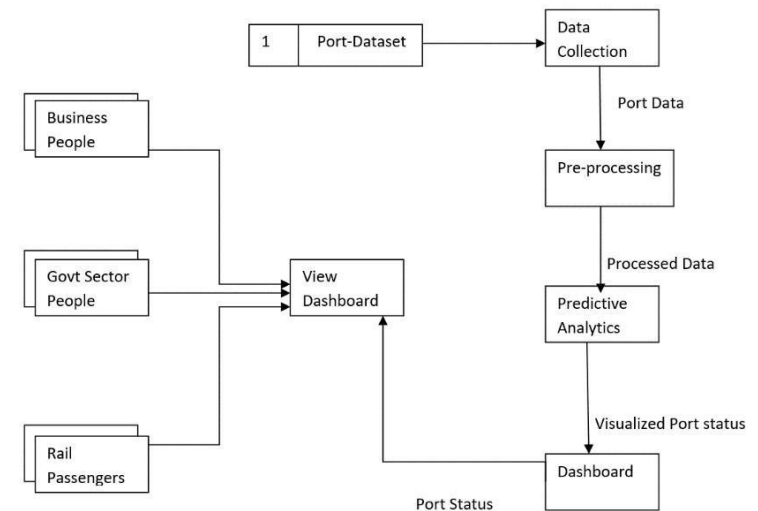 1 Port-Dataset
Data
Collection
Port Data
Business
People
Pre-processing
Processed Data
Govt Sector
People
View
Dashboard
Predictive
Analytics
Visualized Port status
Rail
Passengers
Dashboard
Port Status